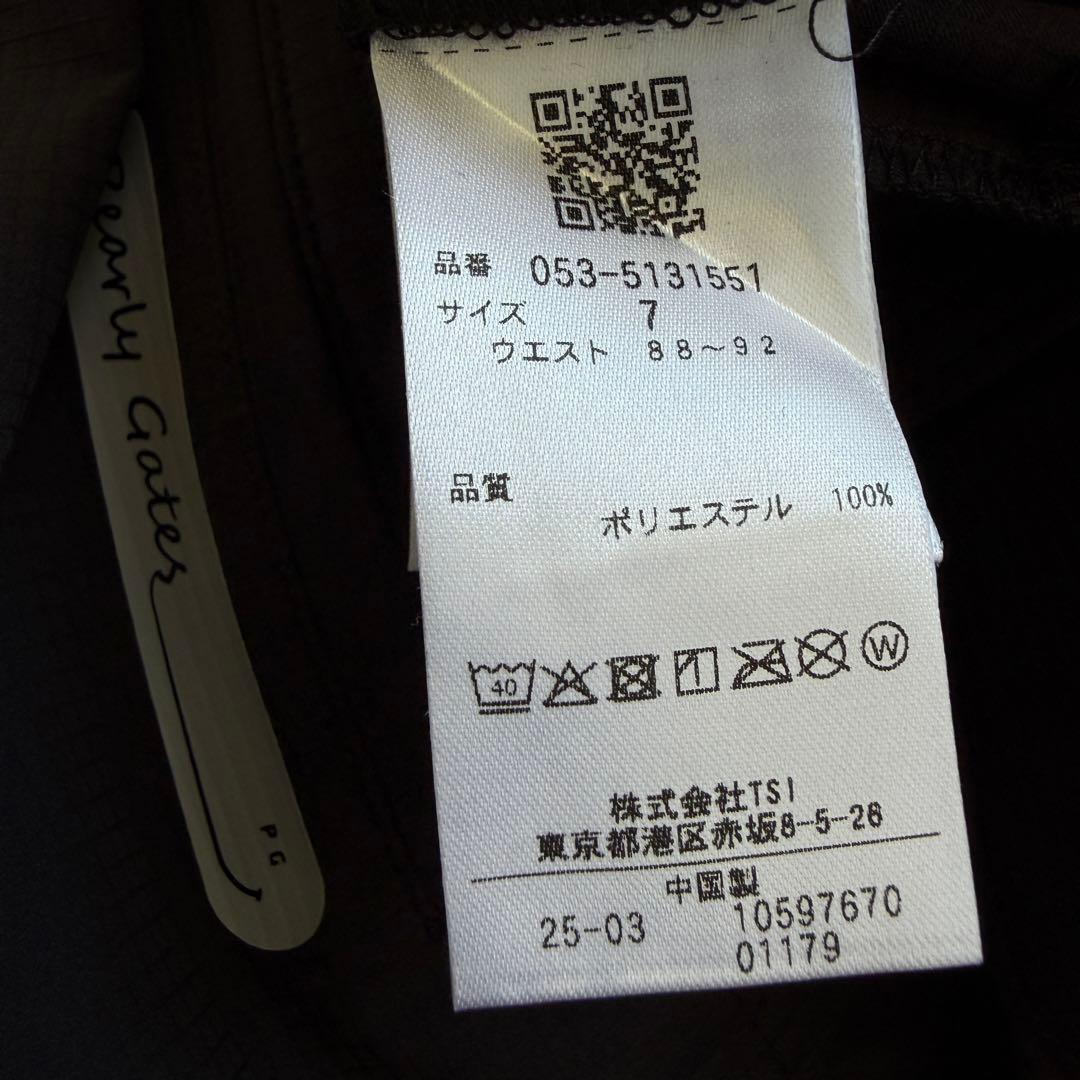 Pearly Gates
PG
品番 053-5131551
サイズ 7
ウエスト 88～92
品質
ポリエステル 100%
40
W
株式会社TSI
東京都港区赤坂8-5-28
中国製
25-03 10597670
01179